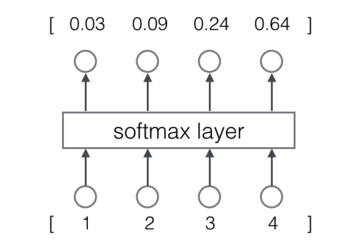 [ 0.03 0.09 0.24 0.64 ]
softmax layer
[ 1 2 3 4 ]